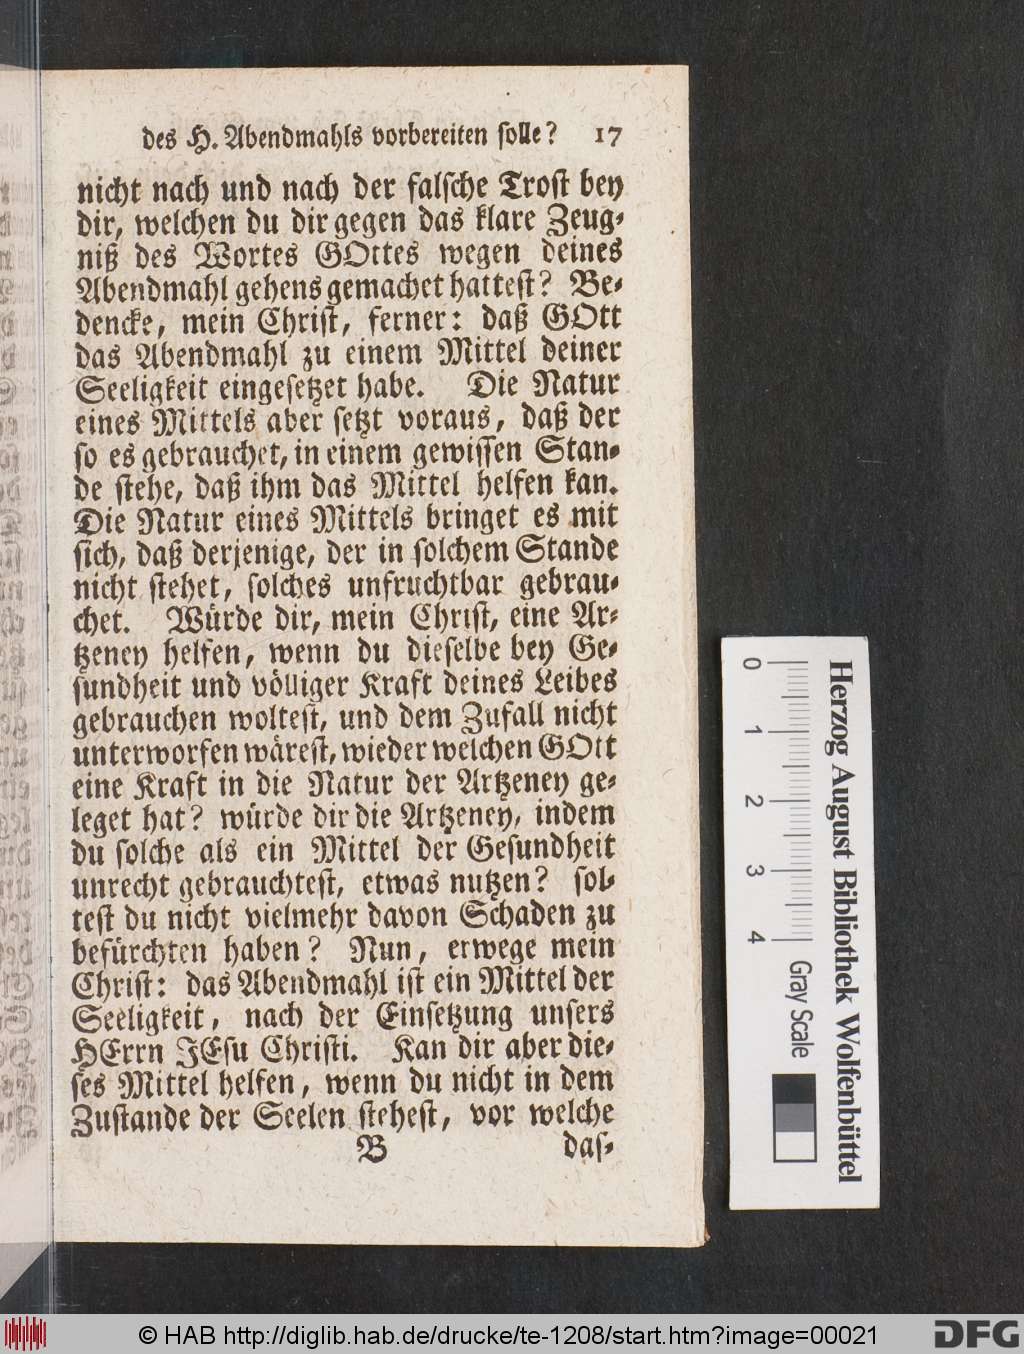 des H. Abendmahls vorbereiten solle? 17
nicht nach und nach der falsche Trost bey
dir, welchen du dir gegen das klare Zeug-
niß des Wortes GOttes wegen deines
Abendmahl gehens gemachet hattest? Be-
dencke, mein Christ, ferner: daß GOtt
das Abendmahl zu einem Mittel deiner
Seeligkeit eingesetzet habe. Die Natur
eines Mittels aber setzt voraus, daß der
so es gebrauchet, in einem gewissen Stan-
de stehe, daß ihm das Mittel helfen kan.
Die Natur eines Mittels bringet es mit
sich, daß derjenige, der in solchem Stande
nicht stehet, solches unfruchtbar gebrau-
chet. Würde dir, mein Christ, eine Ar-
tzeney helfen, wenn du dieselbe bey Ge-
sundheit und völliger Kraft deines Leibes
gebrauchen woltest, und dem Zufall nicht
unterworfen wärest, wieder welchen GOtt
eine Kraft in die Natur der Artzeney ge-
leget hat? würde dir die Artzeney, indem
du solche als ein Mittel der Gesundheit
unrecht gebrauchtest, etwas nutzen? sol-
test du nicht vielmehr davon Schaden zu
befürchten haben? Nun, erwege mein
Christ: das Abendmahl ist ein Mittel der
Seeligkeit, nach der Einsetzung unsers
HErrn JEsu Christi. Kan dir aber die-
ses Mittel helfen, wenn du nicht in dem
Zustande der Seelen stehest, vor welche
B das-
Herzog August Bibliothek Wolfenbüttel
0 1 2 3 4 Gray Scale
© HAB http://diglib.hab.de/drucke/te-1208/start.htm?image=00021
DFG